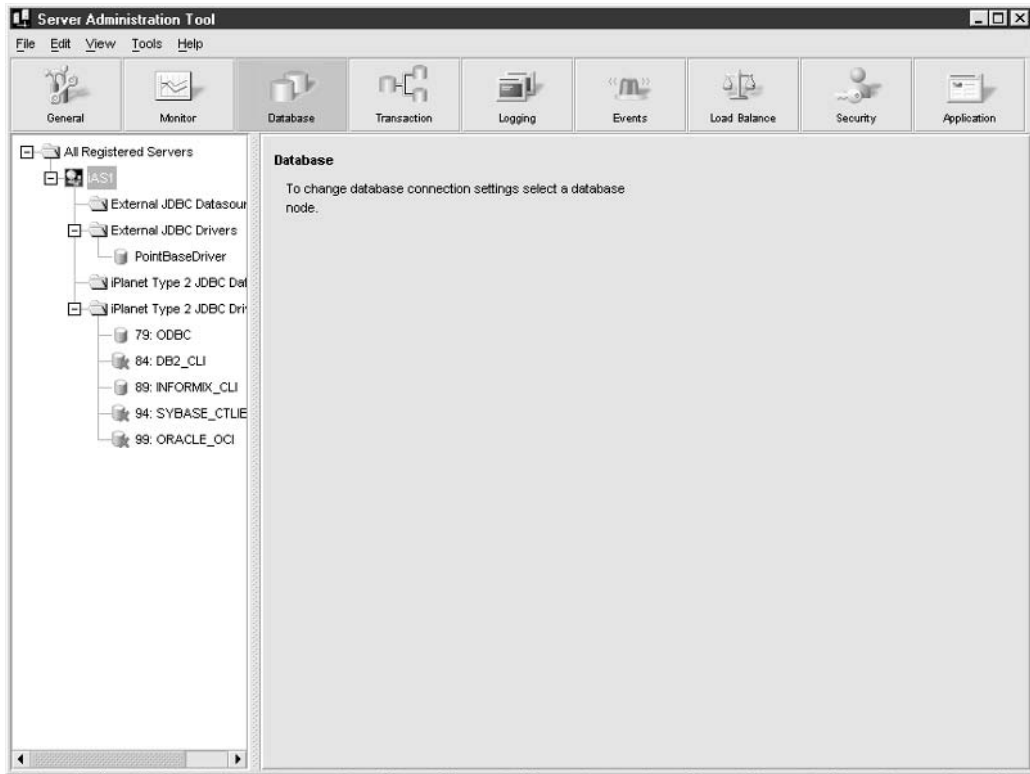 Server Administration Tool
File Edit View Tools Help
General Monitor Database Transaction Logging Events Load Balance Security Application
All Registered Servers
iAS1
External JDBC Datasour
External JDBC Drivers
PointBaseDriver
iPlanet Type 2 JDBC Dat
iPlanet Type 2 JDBC Driv
79: ODBC
84: DB2_CLI
89: INFORMIX_CLI
94: SYBASE_CTLIE
99: ORACLE_OCI
Database
To change database connection settings select a database
node.